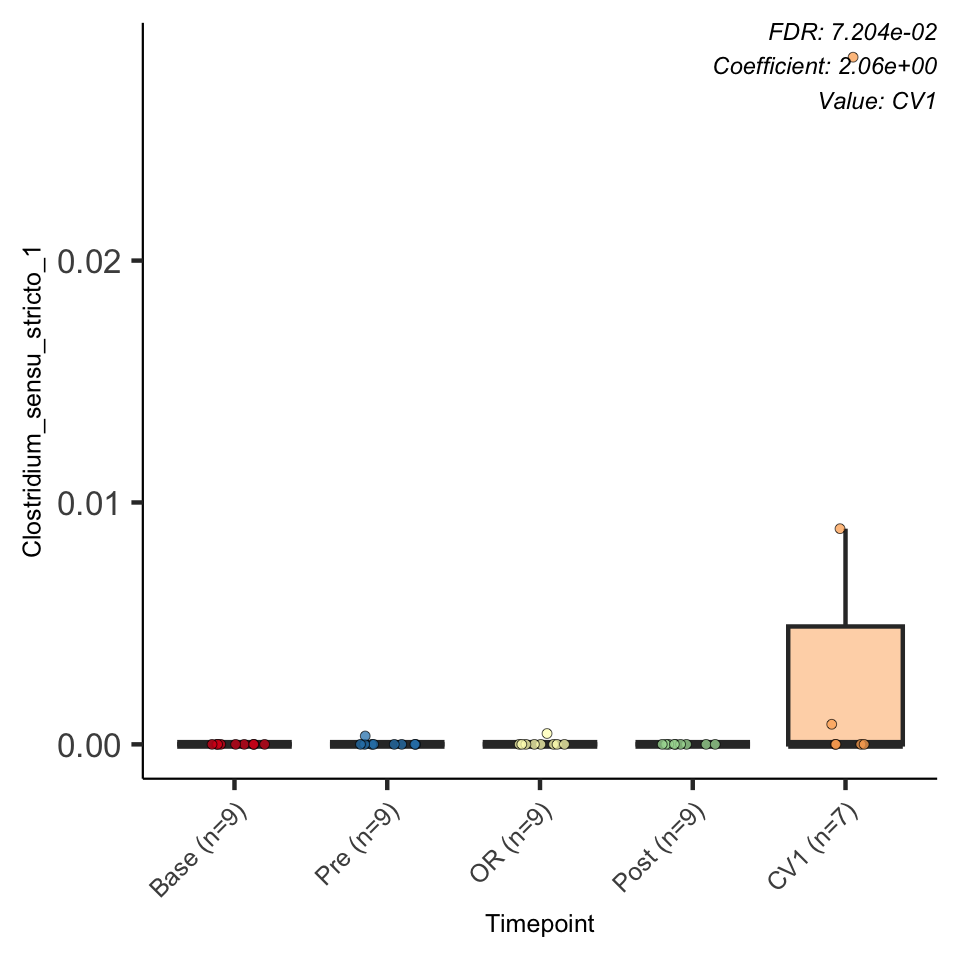 FDR: 7.204e-02
Coefficient: 2.06e+00
Value: CV1
Clostridium_sensu_stricto_1
0.02
0.01
0.00
Base (n=9)
Pre (n=9)
OR (n=9)
Post (n=9)
CV1 (n=7)
Timepoint